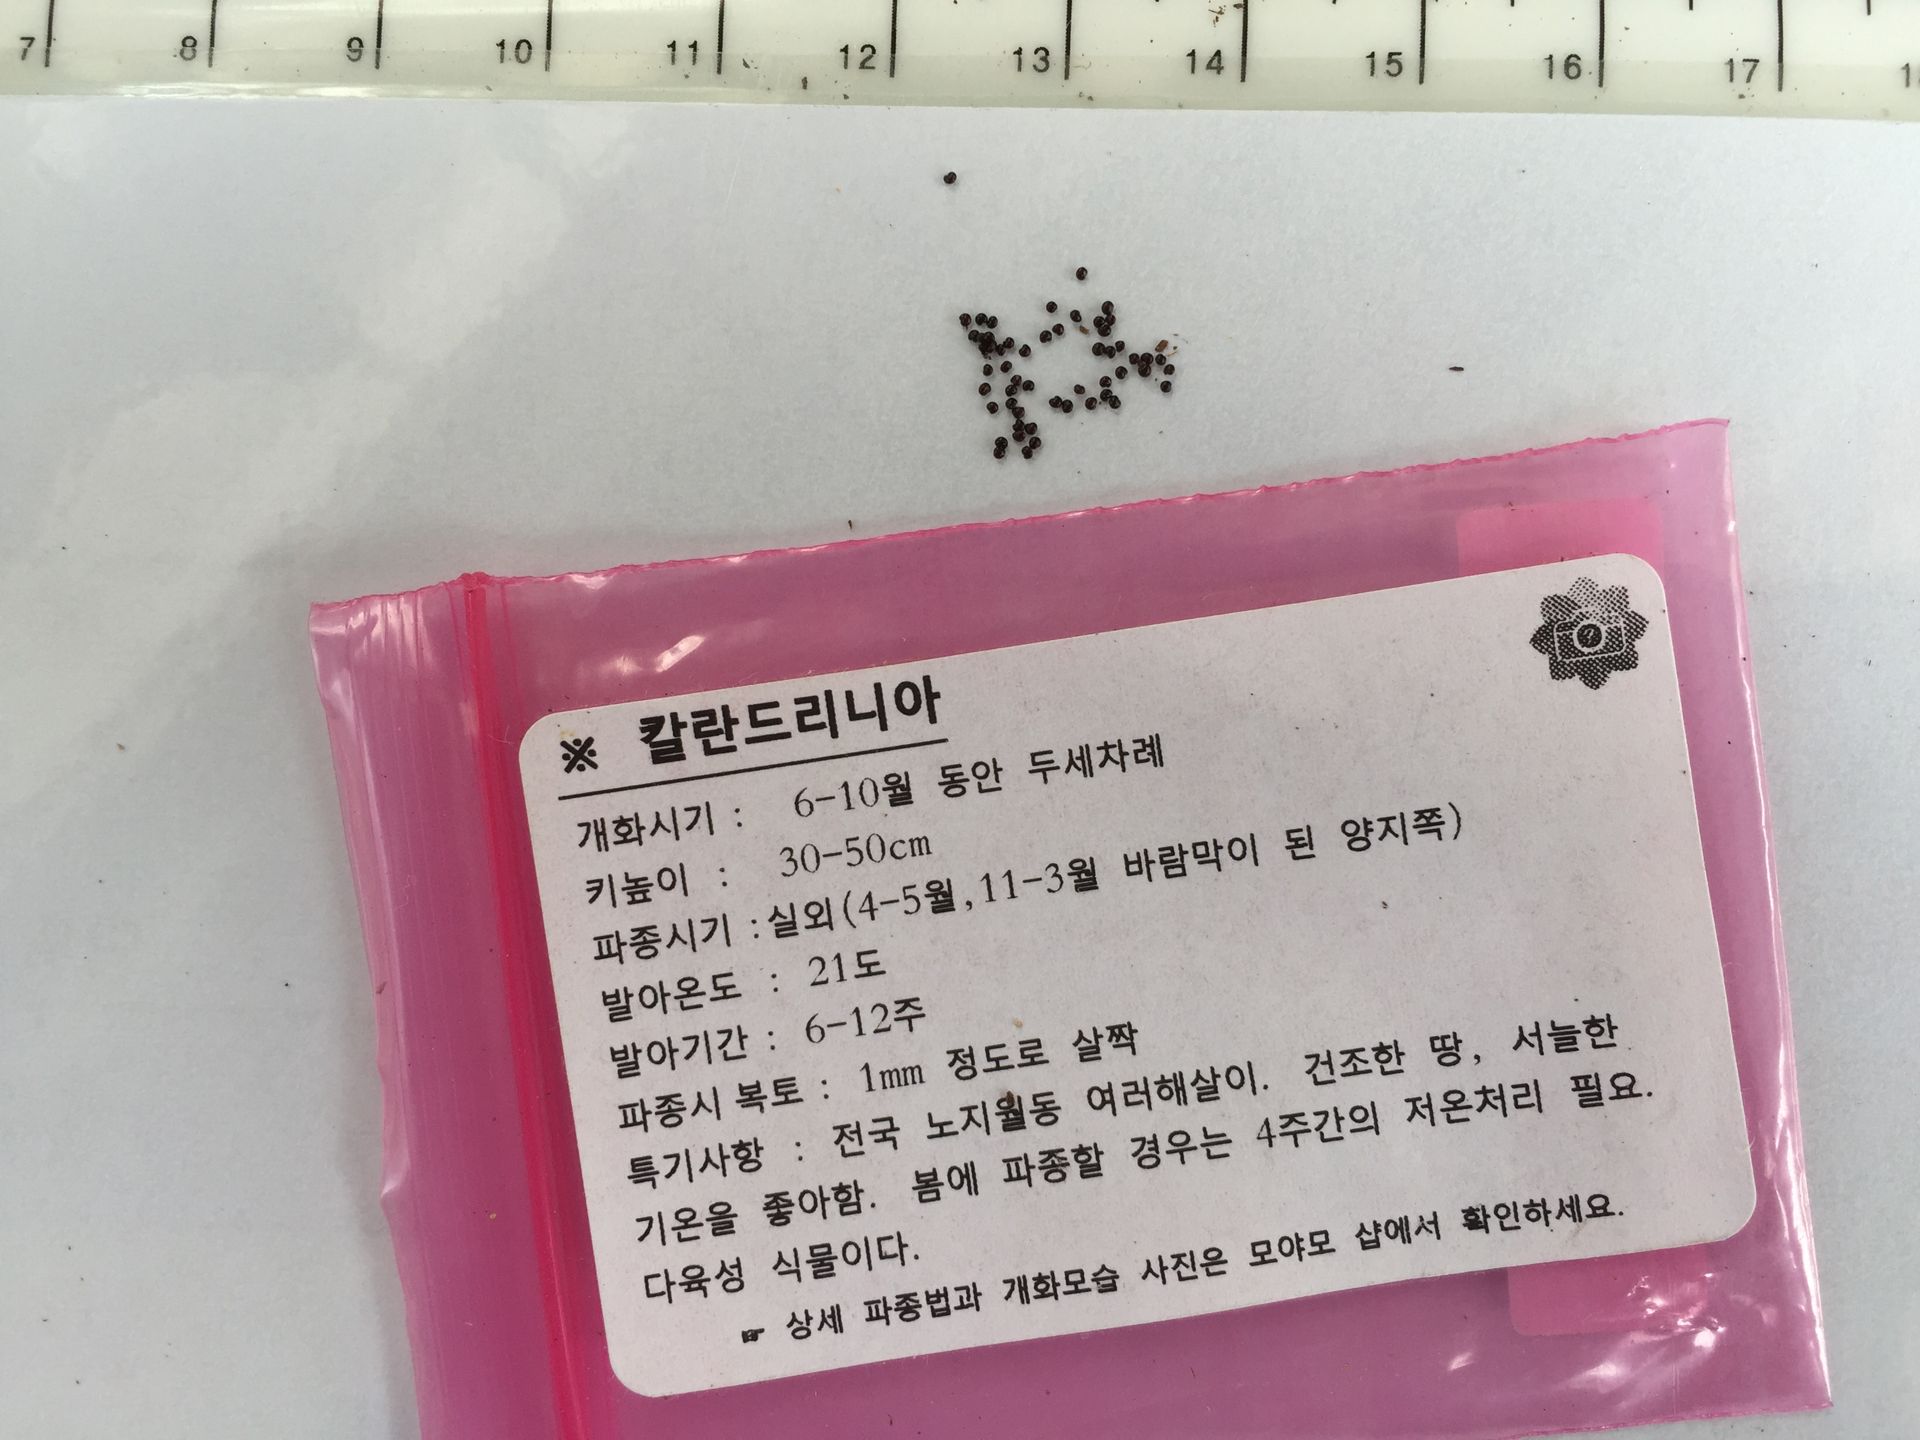 7 8 9 10 11 12 13 14 15 16 17
※ 칼란드리니아
개화시기 : 6-10월 동안 두세차례
키높이 : 30-50cm
파종시기 :실외(4-5월,11-3월 바람막이 된 양지쪽)
발아온도 : 21도
발아기간 : 6-12주
파종시 복토 : 1mm 정도로 살짝
특기사항 : 전국 노지월동 여러해살이. 건조한 땅, 서늘한
기온을 좋아함. 봄에 파종할 경우는 4주간의 저온처리 필요.
다육성 식물이다.
☞ 상세 파종법과 개화모습 사진은 모야모 샵에서 확인하세요.